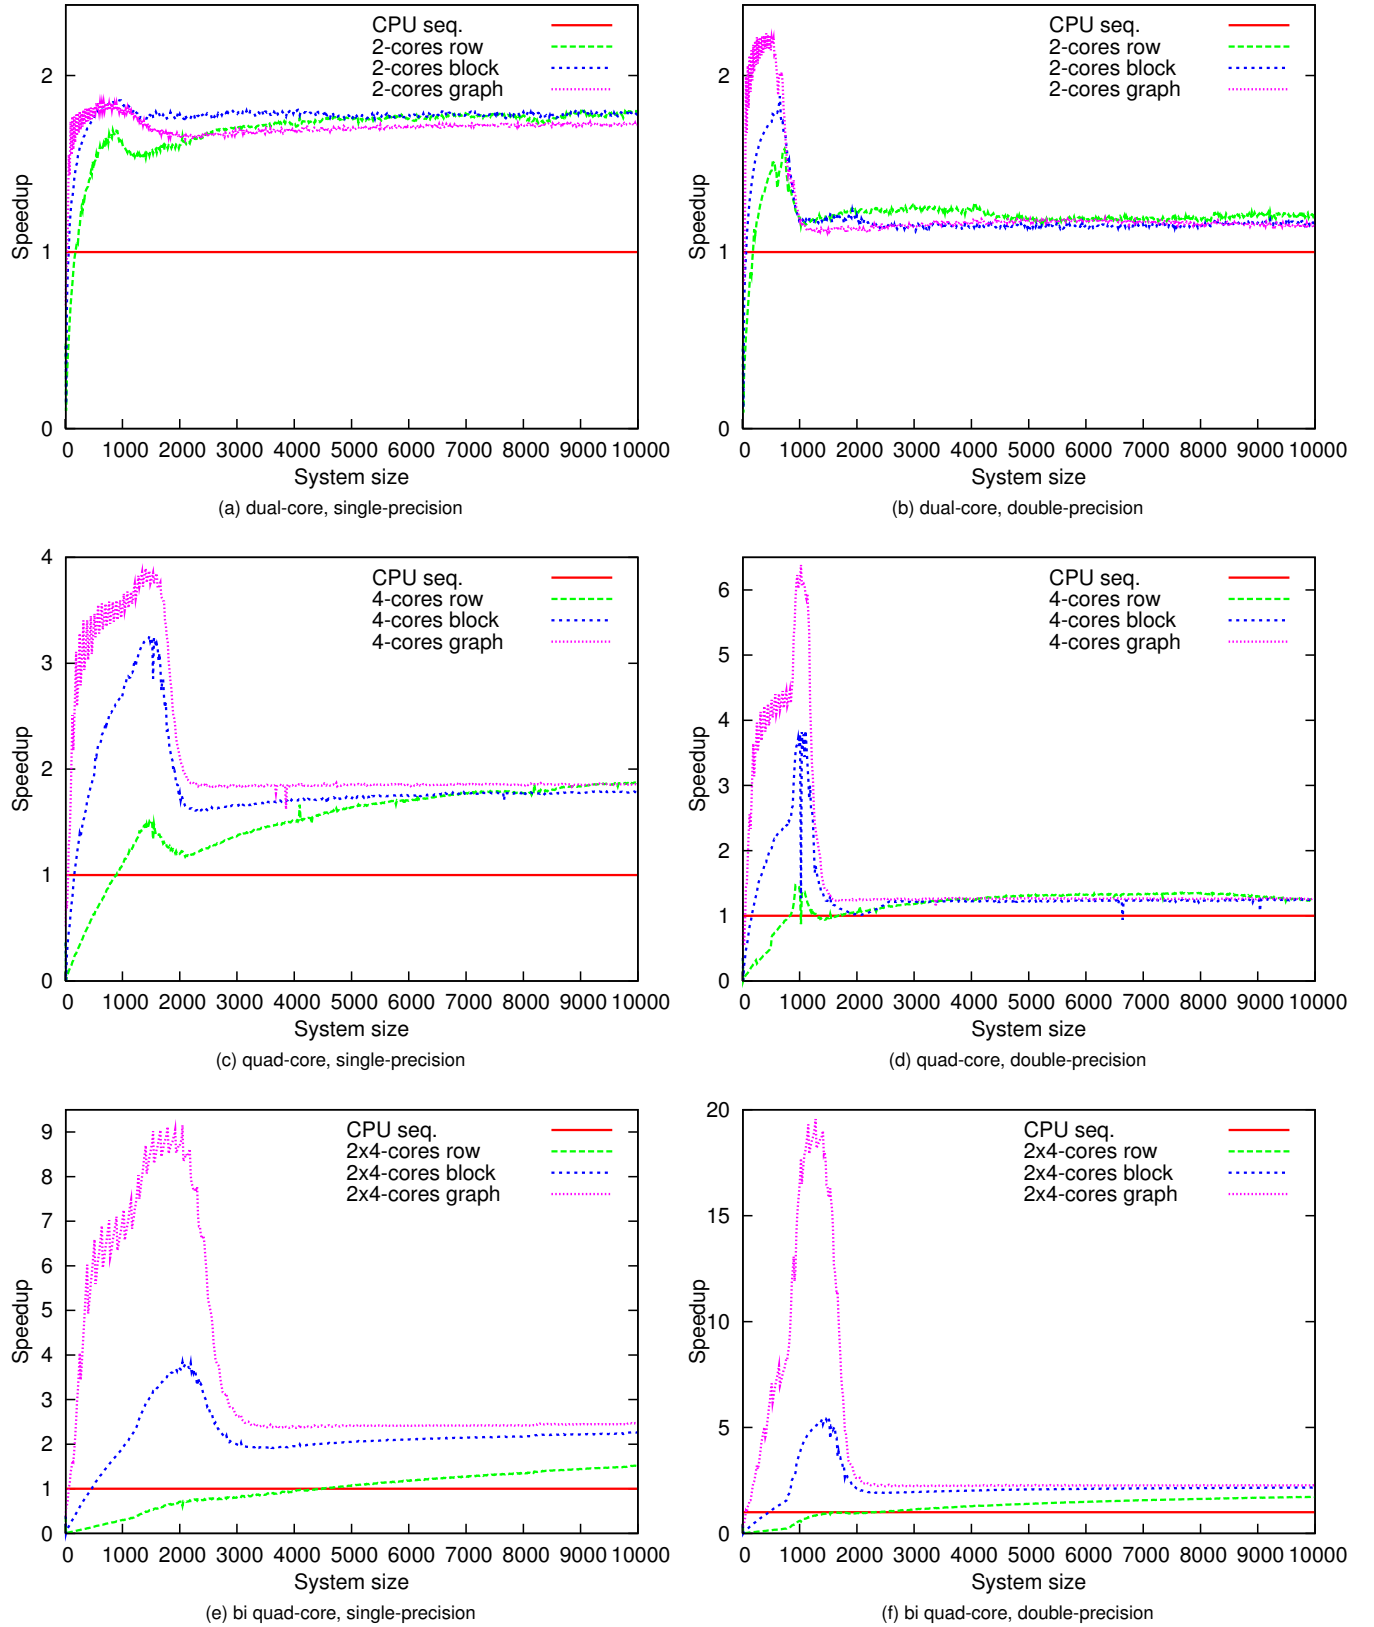 CPU seq.
2-cores row
2-cores block
2-cores graph
2
1
0
Speedup
0 1000 2000 3000 4000 5000 6000 7000 8000 9000 10000
System size
(a) dual-core, single-precision
CPU seq.
2-cores row
2-cores block
2-cores graph
2
1
0
Speedup
0 1000 2000 3000 4000 5000 6000 7000 8000 9000 10000
System size
(b) dual-core, double-precision
CPU seq.
4-cores row
4-cores block
4-cores graph
4
3
2
1
0
Speedup
0 1000 2000 3000 4000 5000 6000 7000 8000 9000 10000
System size
(c) quad-core, single-precision
CPU seq.
4-cores row
4-cores block
4-cores graph
6
5
4
3
2
1
0
Speedup
0 1000 2000 3000 4000 5000 6000 7000 8000 9000 10000
System size
(d) quad-core, double-precision
CPU seq.
2x4-cores row
2x4-cores block
2x4-cores graph
9
8
7
6
5
4
3
2
1
0
Speedup
0 1000 2000 3000 4000 5000 6000 7000 8000 9000 10000
System size
(e) bi quad-core, single-precision
CPU seq.
2x4-cores row
2x4-cores block
2x4-cores graph
20
15
10
5
0
Speedup
0 1000 2000 3000 4000 5000 6000 7000 8000 9000 10000
System size
(f) bi quad-core, double-precision